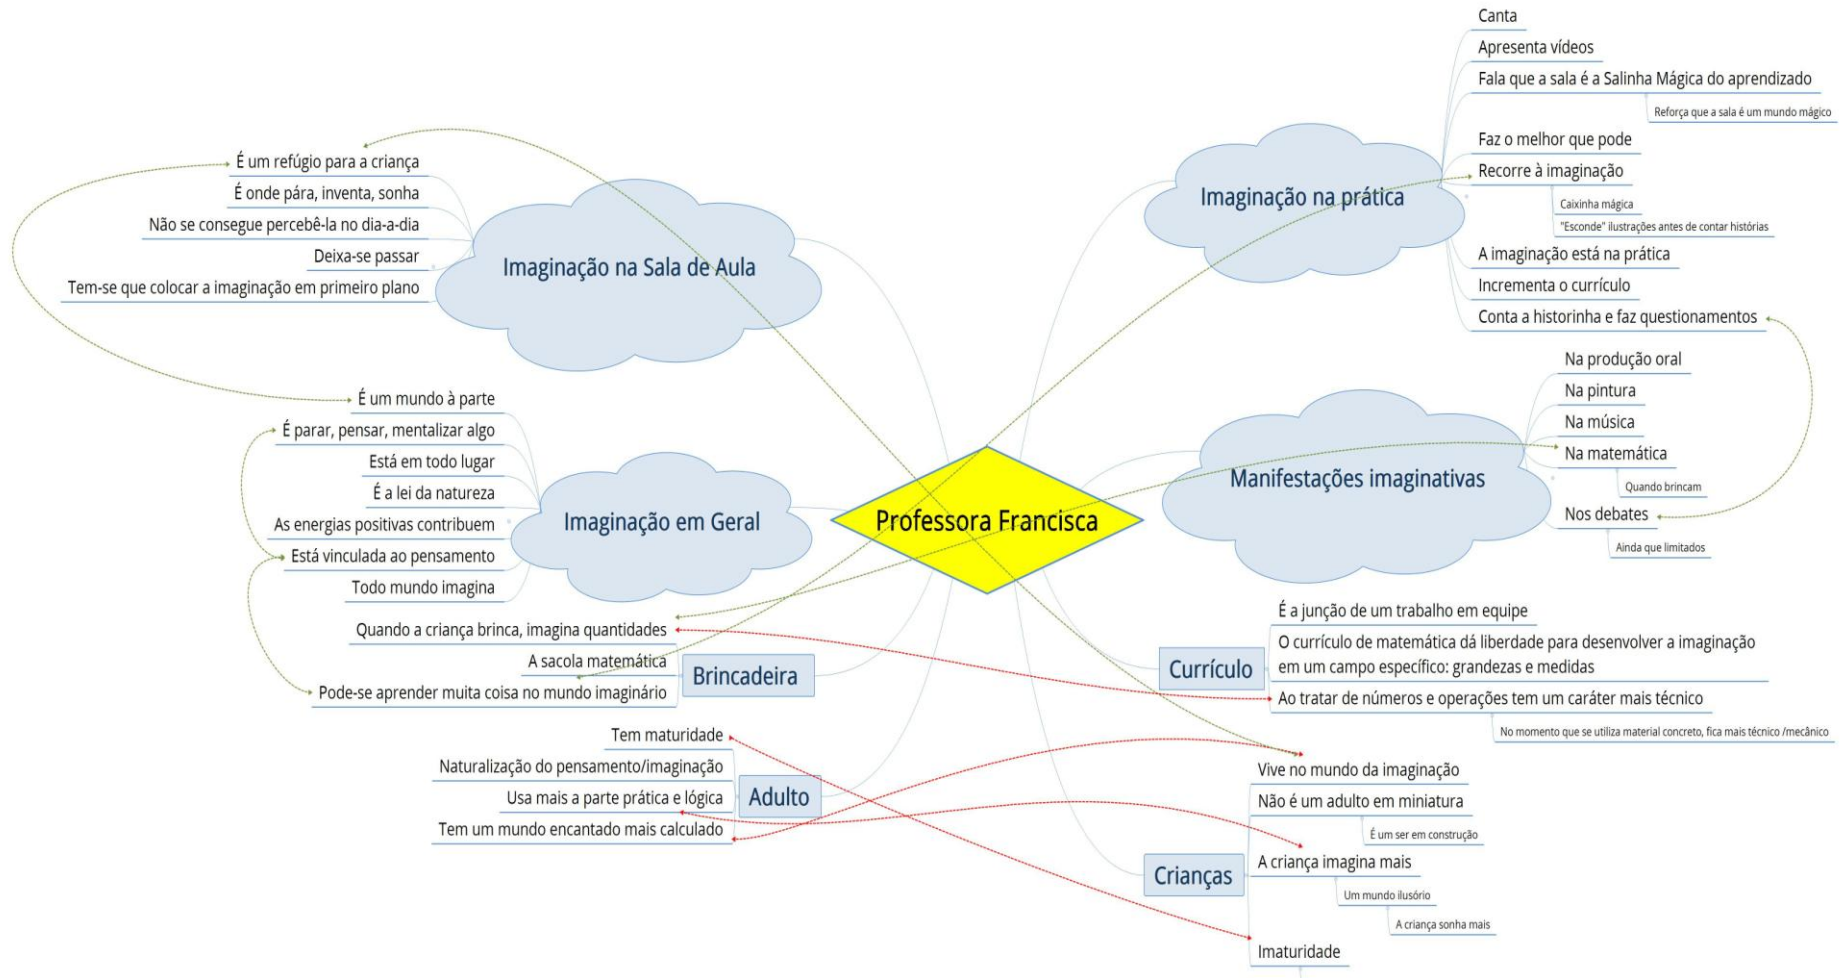 Canta
Apresenta vídeos
Fala que a sala é a Salinha Mágica do aprendizado
Reforça que a sala é um mundo mágico
Faz o melhor que pode
Recorre à imaginação
Caixinha mágica
"Esconde" ilustrações antes de contar histórias
A imaginação está na prática
Incrementa o currículo
Conta a historinha e faz questionamentos
Imaginação na prática
É um refúgio para a criança
É onde pára, inventa, sonha
Não se consegue percebê-la no dia-a-dia
Deixa-se passar
Tem-se que colocar a imaginação em primeiro plano
Imaginação na Sala de Aula
Na produção oral
Na pintura
Na música
Na matemática
Quando brincam
Nos debates
Ainda que limitados
Manifestações imaginativas
É um mundo à parte
É parar, pensar, mentalizar algo
Está em todo lugar
É a lei da natureza
As energias positivas contribuem
Está vinculada ao pensamento
Todo mundo imagina
Imaginação em Geral
Professora Francisca
Quando a criança brinca, imagina quantidades
A sacola matemática
Pode-se aprender muita coisa no mundo imaginário
Brincadeira
É a junção de um trabalho em equipe
O currículo de matemática dá liberdade para desenvolver a imaginação
em um campo específico: grandezas e medidas
Ao tratar de números e operações tem um caráter mais técnico
No momento que se utiliza material concreto, fica mais técnico /mecânico
Currículo
Tem maturidade
Naturalização do pensamento/imaginação
Usa mais a parte prática e lógica
Tem um mundo encantado mais calculado
Adulto
Vive no mundo da imaginação
Não é um adulto em miniatura
É um ser em construção
A criança imagina mais
Um mundo ilusório
A criança sonha mais
Imaturidade
Crianças